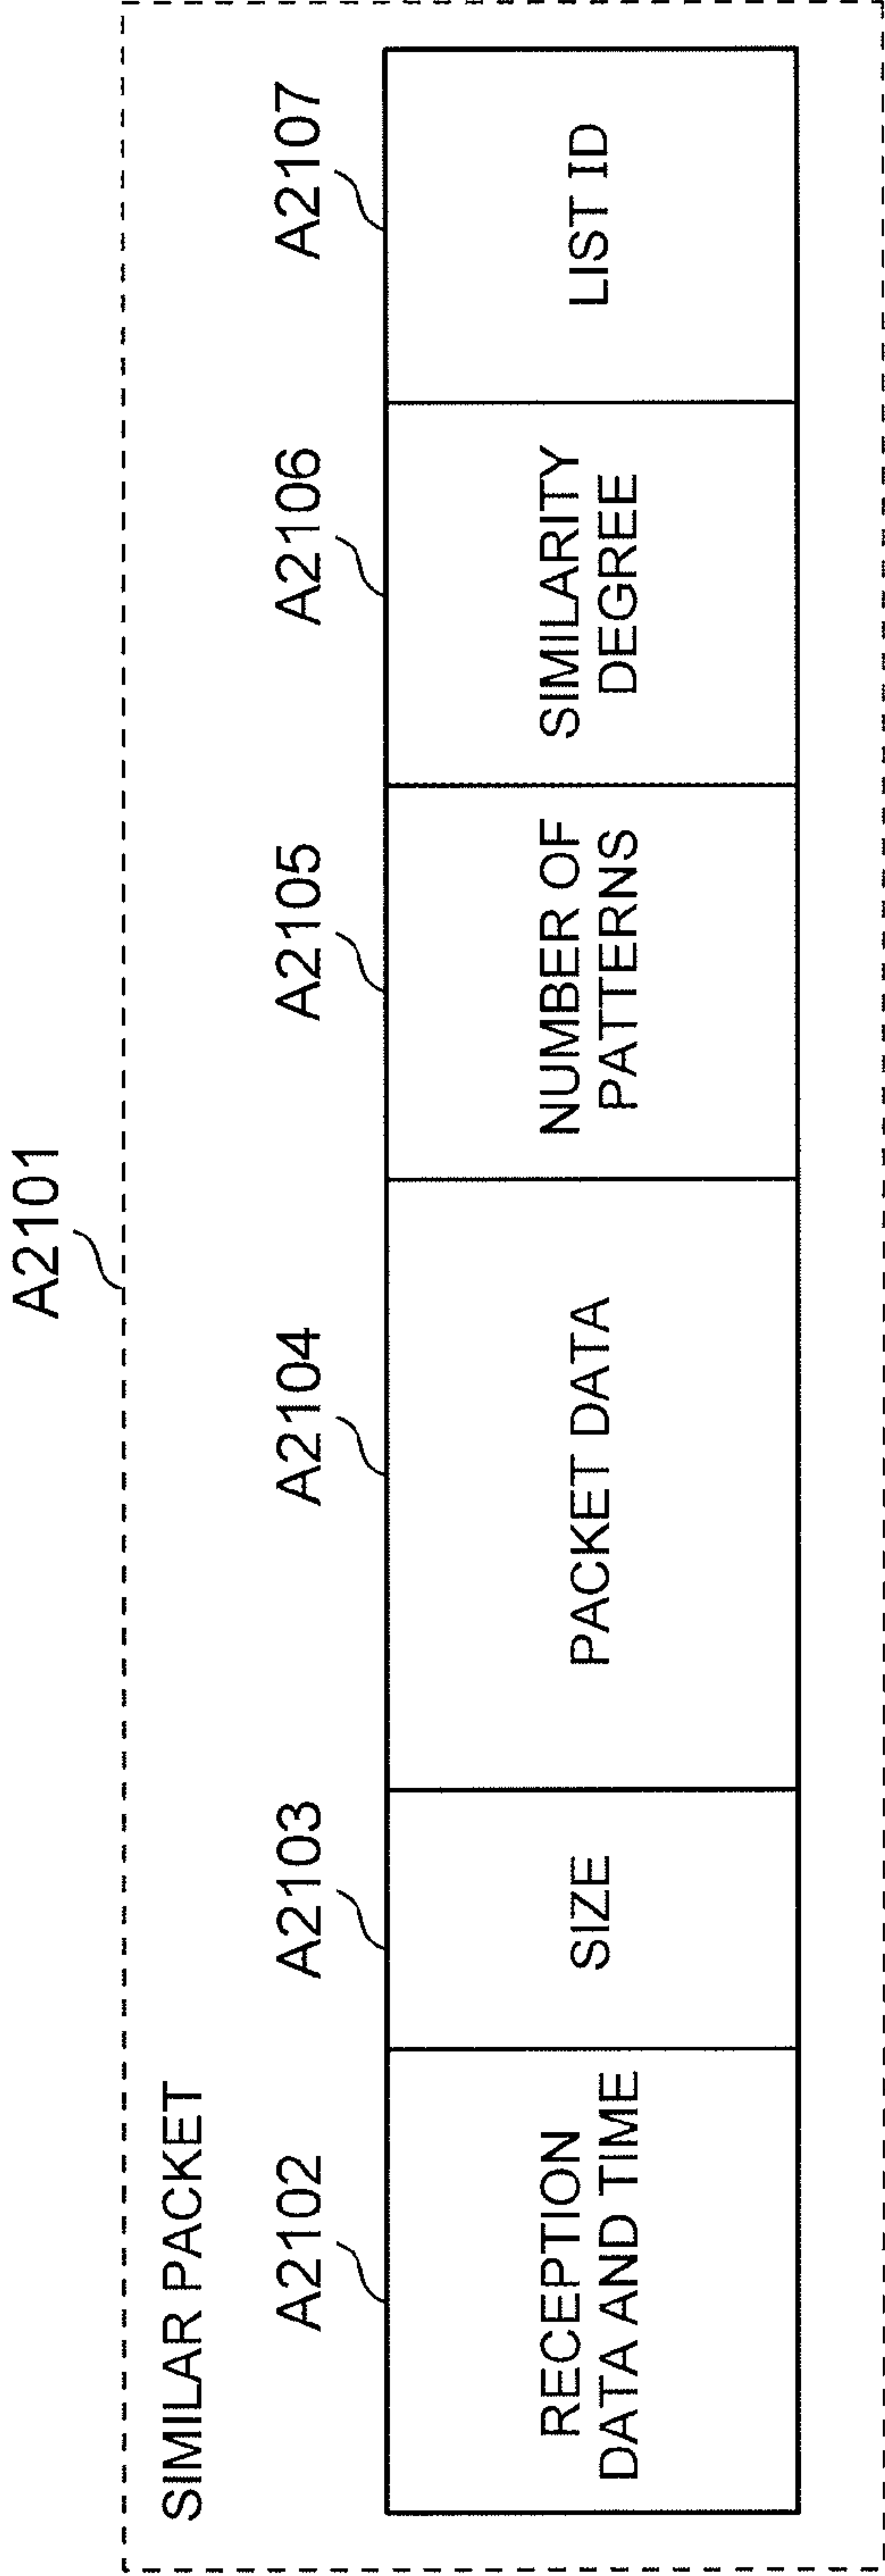 A2101
SIMILAR PACKET
A2102
A2103
A2104
A2105
A2106
A2107
RECEPTION
DATA AND TIME
SIZE
PACKET DATA
NUMBER OF
PATTERNS
SIMILARITY
DEGREE
LIST ID